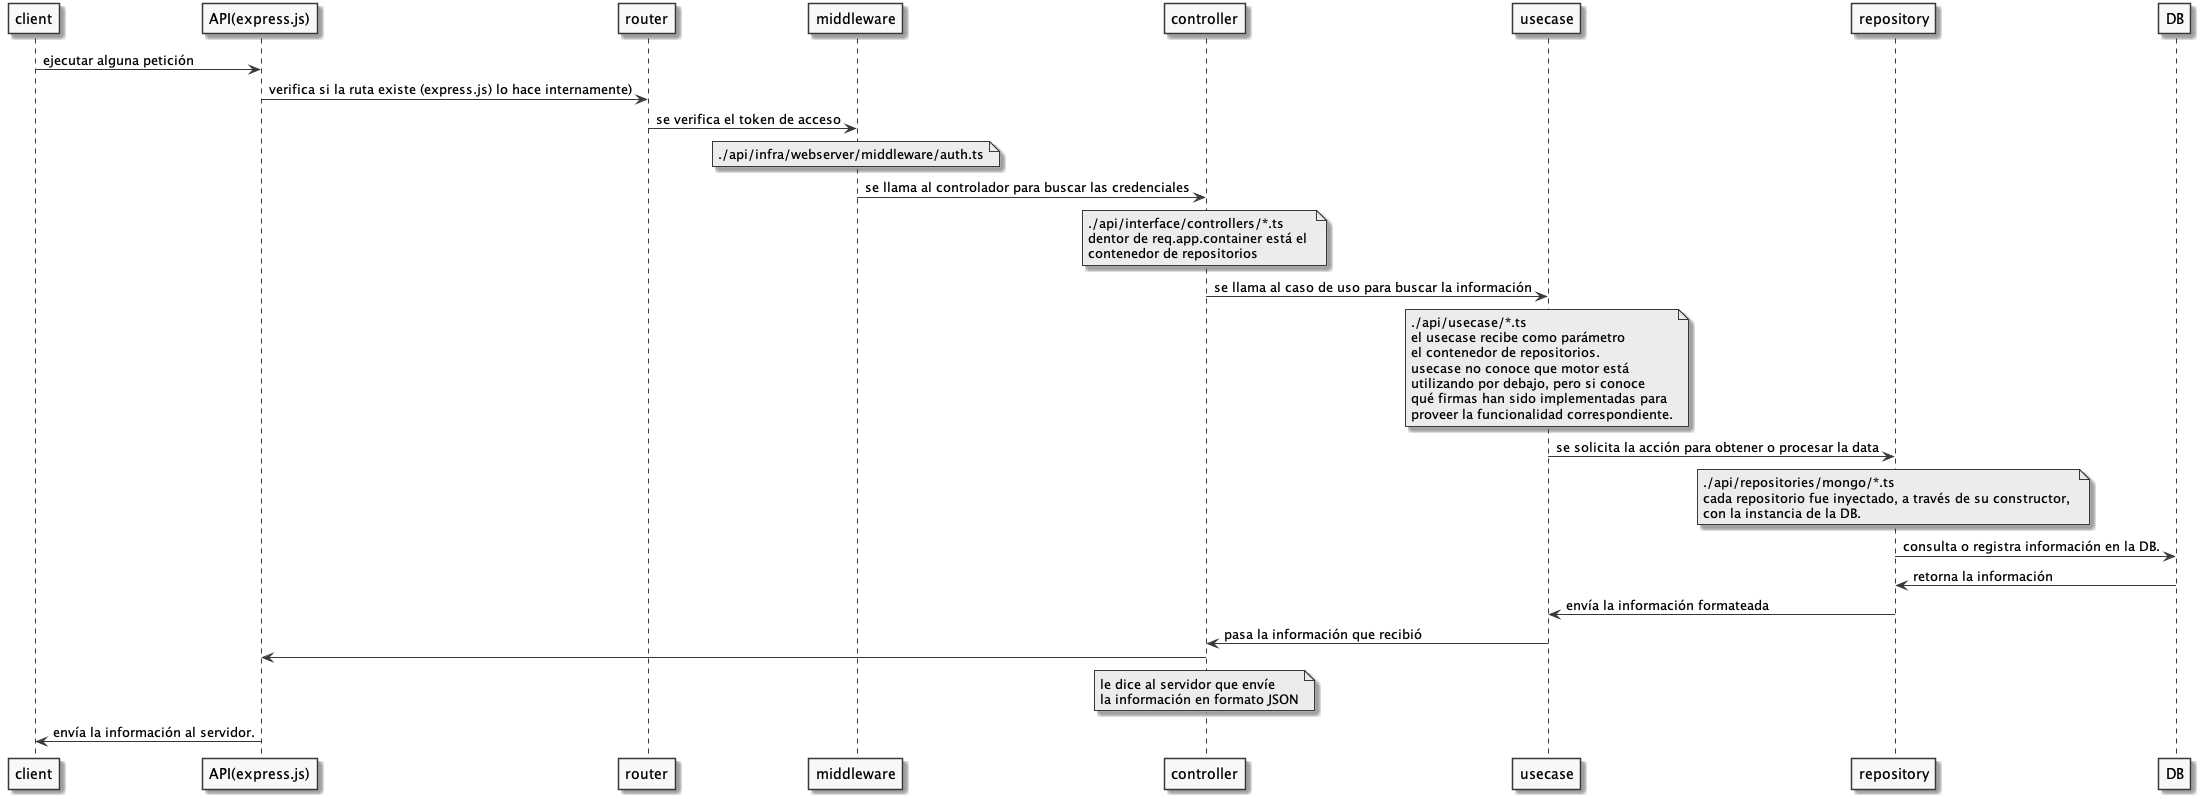 client
API(express.js)
router
middleware
controller
usecase
repository
DB
ejecutar alguna petición
verifica si la ruta existe (express.js) lo hace internamente)
se verifica el token de acceso
./api/infra/webserver/middleware/auth.ts
se llama al controlador para buscar las credenciales
./api/interface/controllers/*.ts
dentor de req.app.container está el
contenedor de repositorios
se llama al caso de uso para buscar la información
./api/usecase/*.ts
el usecase recibe como parámetro
el contenedor de repositorios.
usecase no conoce que motor está
utilizando por debajo, pero si conoce
qué firmas han sido implementadas para
proveer la funcionalidad correspondiente.
se solicita la acción para obtener o procesar la data
./api/repositories/mongo/*.ts
cada repositorio fue inyectado, a través de su constructor,
con la instancia de la DB.
consulta o registra información en la DB.
retorna la información
envía la información formateada
pasa la información que recibió
le dice al servidor que envíe
la información en formato JSON
envía la información al servidor.
client
API(express.js)
router
middleware
controller
usecase
repository
DB